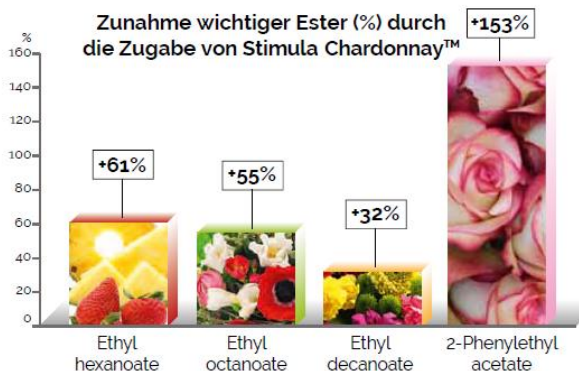 Zunahme wichtiger Ester (%) durch
die Zugabe von Stimula Chardonnay™
%
160
140
120
100
80
60
40
20
0
+61%
+55%
+32%
+153%
Ethyl
hexanoate
Ethyl
octanoate
Ethyl
decanoate
2-Phenylethyl
acetate